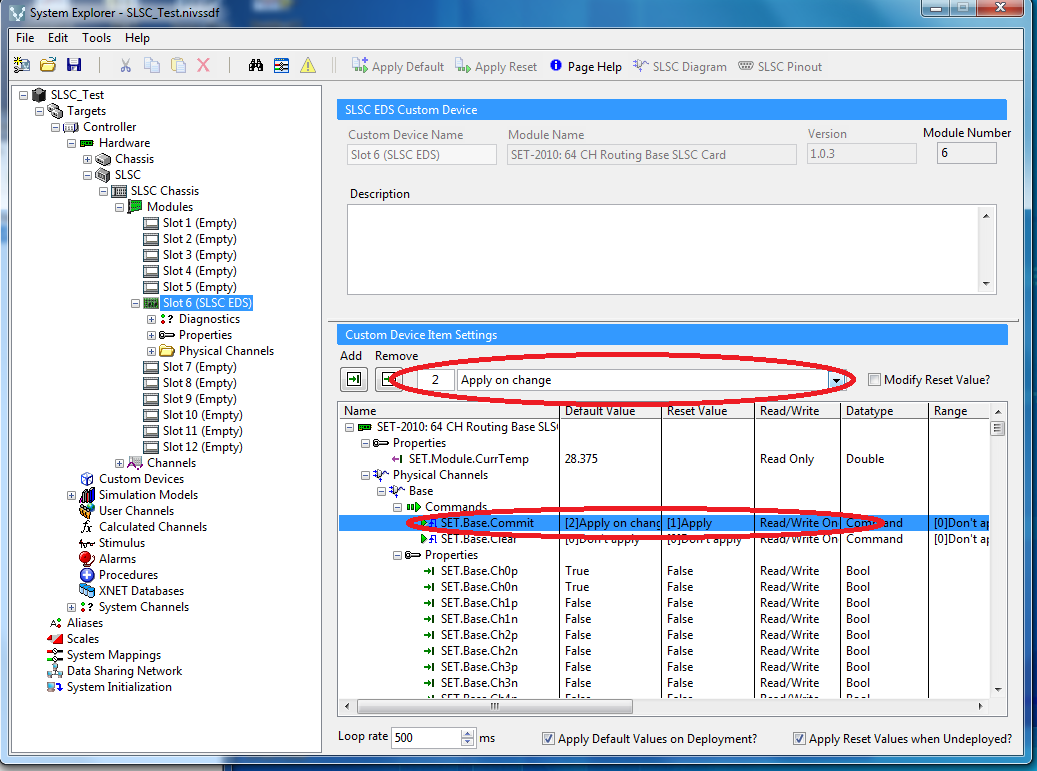 System Explorer - SLSC_Test.nivssdf
File Edit Tools Help
Apply Default Apply Reset Page Help SLSC Diagram SLSC Pinout
SLSC_Test
Targets
Controller
Hardware
Chassis
SLSC
SLSC Chassis
Modules
Slot 1 (Empty)
Slot 2 (Empty)
Slot 3 (Empty)
Slot 4 (Empty)
Slot 5 (Empty)
Slot 6 (SLSC EDS)
Diagnostics
Properties
Physical Channels
Slot 7 (Empty)
Slot 8 (Empty)
Slot 9 (Empty)
Slot 10 (Empty)
Slot 11 (Empty)
Slot 12 (Empty)
Channels
Custom Devices
Simulation Models
User Channels
Calculated Channels
Stimulus
Alarms
Procedures
XNET Databases
System Channels
Aliases
Scales
System Mappings
Data Sharing Network
System Initialization
SLSC EDS Custom Device
Custom Device Name Module Name Version Module Number
Slot 6 (SLSC EDS) SET-2010: 64 CH Routing Base SLSC Card 1.0.3 6
Description
Custom Device Item Settings
Add Remove
2 Apply on change Modify Reset Value?
Name Default Value Reset Value Read/Write Datatype Range
SET-2010: 64 CH Routing Base SLSC
Properties
SET.Module.CurrTemp 28.375 Read Only Double
Physical Channels
Base
Commands
SET.Base.Commit [2]Apply on chang [1]Apply Read/Write On Command [0]Don't ap
SET.Base.Clear [0]Don't apply [0]Don't apply Read/Write On Command [0]Don't ap
Properties
SET.Base.Ch0p True False Read/Write Bool
SET.Base.Ch0n True False Read/Write Bool
SET.Base.Ch1p False False Read/Write Bool
SET.Base.Ch1n False False Read/Write Bool
SET.Base.Ch2p False False Read/Write Bool
SET.Base.Ch2n False False Read/Write Bool
SET.Base.Ch3p False False Read/Write Bool
SET.Base.Ch3n False False Read/Write Bool
SET.Base.Ch4p False False Read/Write Bool
Loop rate 500 ms Apply Default Values on Deployment? Apply Reset Values when Undeployed?